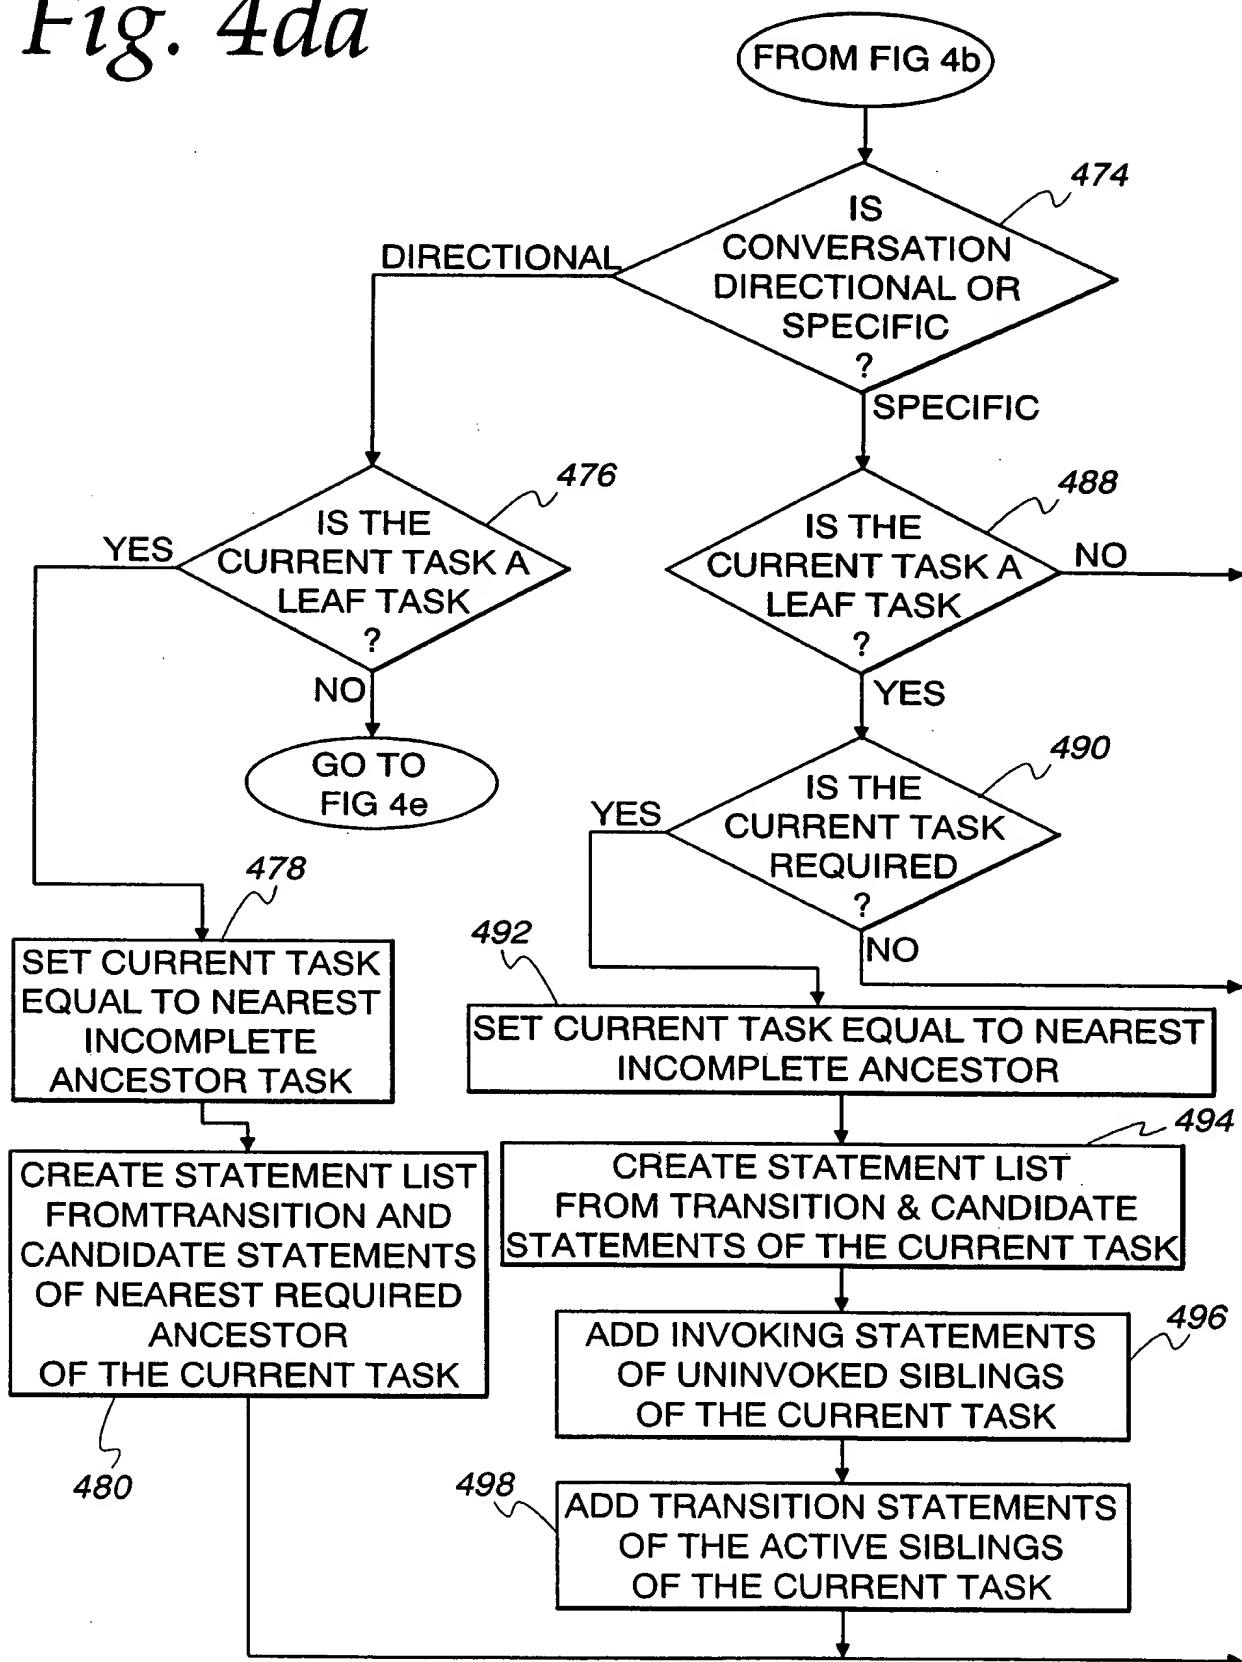 Fig. 4da
FROM FIG 4b
474
IS
CONVERSATION
DIRECTIONAL OR
SPECIFIC
?
DIRECTIONAL
SPECIFIC
476
IS THE
CURRENT TASK A
LEAF TASK
?
YES
NO
GO TO
FIG 4e
488
IS THE
CURRENT TASK A
LEAF TASK
?
NO
YES
490
IS THE
CURRENT TASK
REQUIRED
?
YES
NO
478
SET CURRENT TASK
EQUAL TO NEAREST
INCOMPLETE
ANCESTOR TASK
492
SET CURRENT TASK EQUAL TO NEAREST
INCOMPLETE ANCESTOR
CREATE STATEMENT LIST
FROMTRANSITION AND
CANDIDATE STATEMENTS
OF NEAREST REQUIRED
ANCESTOR
OF THE CURRENT TASK
480
494
CREATE STATEMENT LIST
FROM TRANSITION & CANDIDATE
STATEMENTS OF THE CURRENT TASK
496
ADD INVOKING STATEMENTS
OF UNINVOKED SIBLINGS
OF THE CURRENT TASK
498
ADD TRANSITION STATEMENTS
OF THE ACTIVE SIBLINGS
OF THE CURRENT TASK